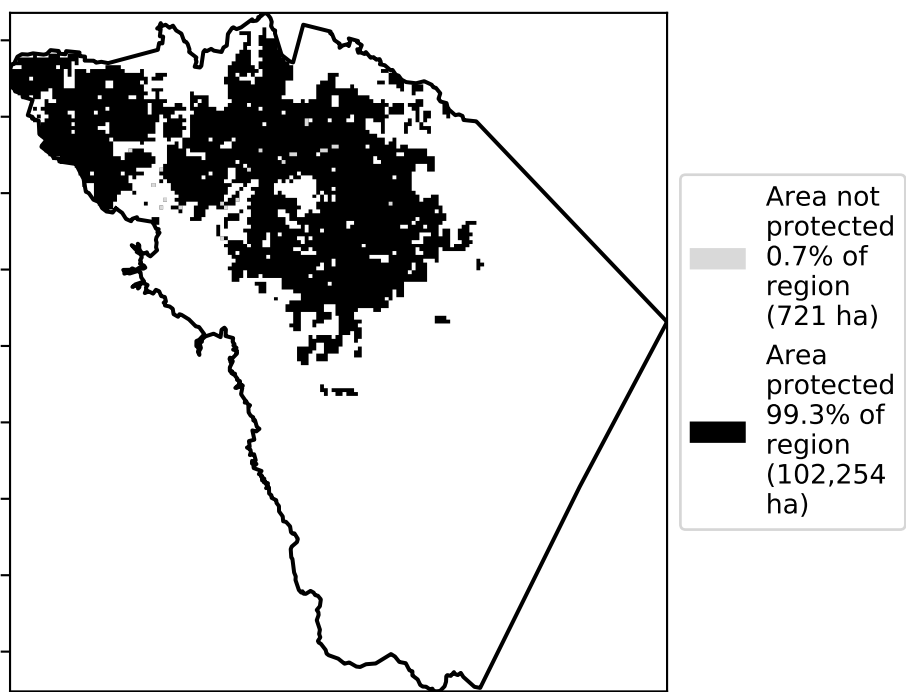 Area not
protected
0.7% of
region
(721 ha)
Area
protected
99.3% of
region
(102,254
ha)